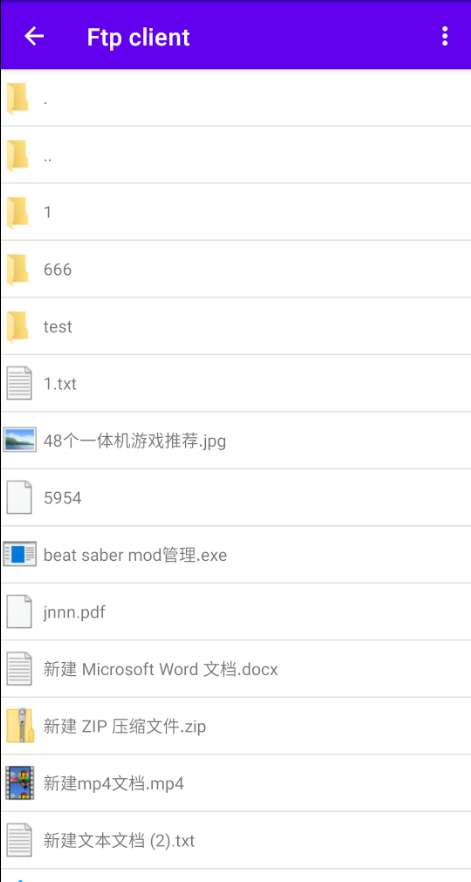 Ftp client
.
..
1
666
test
1.txt
48个一体机游戏推荐.jpg
5954
beat saber mod管理.exe
jnnn.pdf
新建 Microsoft Word 文档.docx
新建 ZIP 压缩文件.zip
新建mp4文档.mp4
新建文本文档 (2).txt